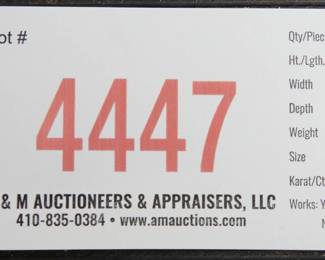 ot #
4447
& M AUCTIONEERS & APPRAISERS, LLC
410-835-0384 • www.amauctions.com
Qty/Piec
Ht./Lgth.
Width
Depth
Weight
Size
Karat/Ct
Works: Y
N